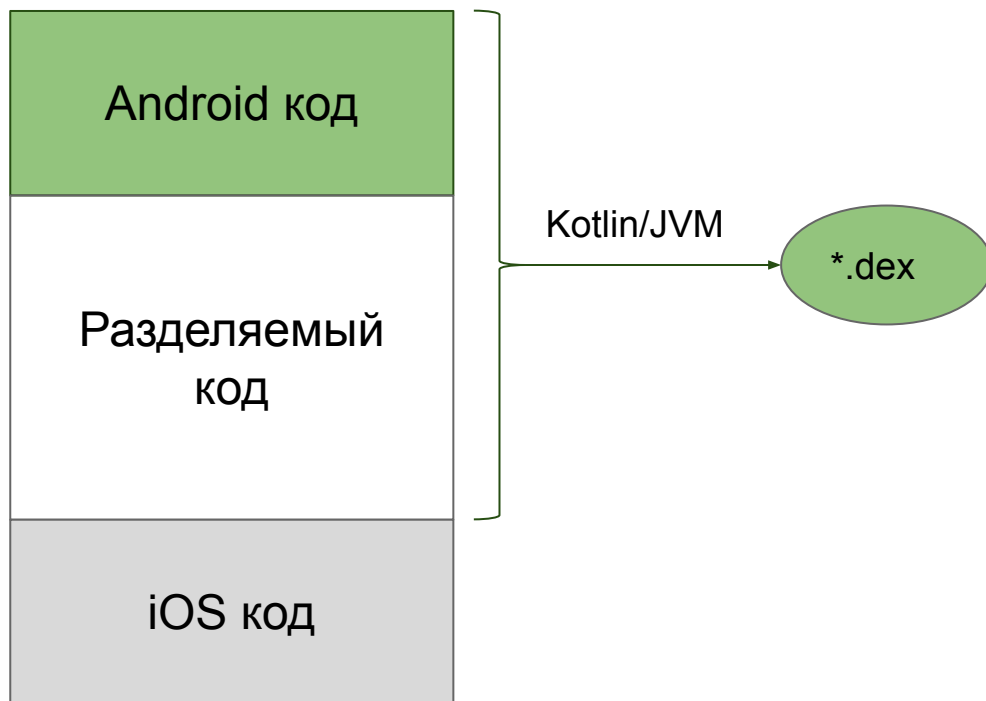 Android код
Kotlin/JVM
*.dex
Разделяемый
код
iOS код